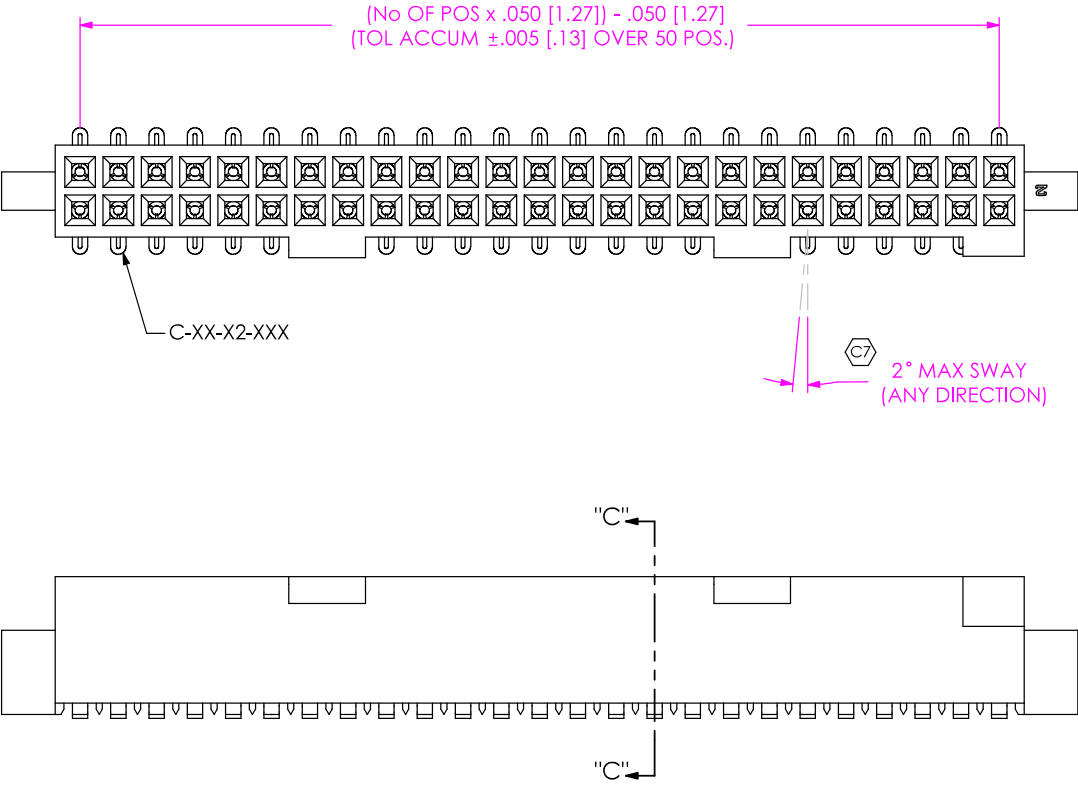 (No OF POS x .050 [1.27]) - .050 [1.27]
(TOL ACCUM ±.005 [.13] OVER 50 POS.)
C-XX-X2-XXX
C7
2° MAX SWAY
(ANY DIRECTION)
"C"
"C"